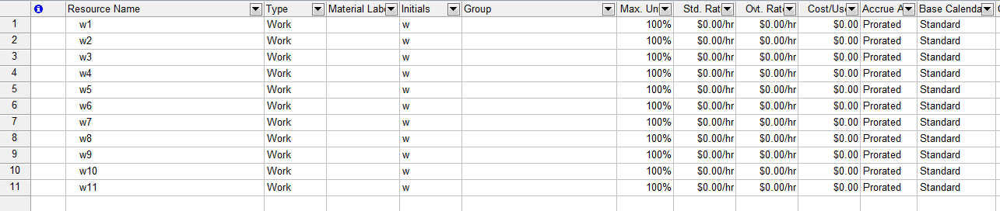 Resource Name Type Material Labe Initials Group Max. Uni Std. Rat Ovt. Rate Cost/Use Accrue A Base Calenda
1 w1 Work w 100% $0.00/hr $0.00/hr $0.00 Prorated Standard
2 w2 Work w 100% $0.00/hr $0.00/hr $0.00 Prorated Standard
3 w3 Work w 100% $0.00/hr $0.00/hr $0.00 Prorated Standard
4 w4 Work w 100% $0.00/hr $0.00/hr $0.00 Prorated Standard
5 w5 Work w 100% $0.00/hr $0.00/hr $0.00 Prorated Standard
6 w6 Work w 100% $0.00/hr $0.00/hr $0.00 Prorated Standard
7 w7 Work w 100% $0.00/hr $0.00/hr $0.00 Prorated Standard
8 w8 Work w 100% $0.00/hr $0.00/hr $0.00 Prorated Standard
9 w9 Work w 100% $0.00/hr $0.00/hr $0.00 Prorated Standard
10 w10 Work w 100% $0.00/hr $0.00/hr $0.00 Prorated Standard
11 w11 Work w 100% $0.00/hr $0.00/hr $0.00 Prorated Standard